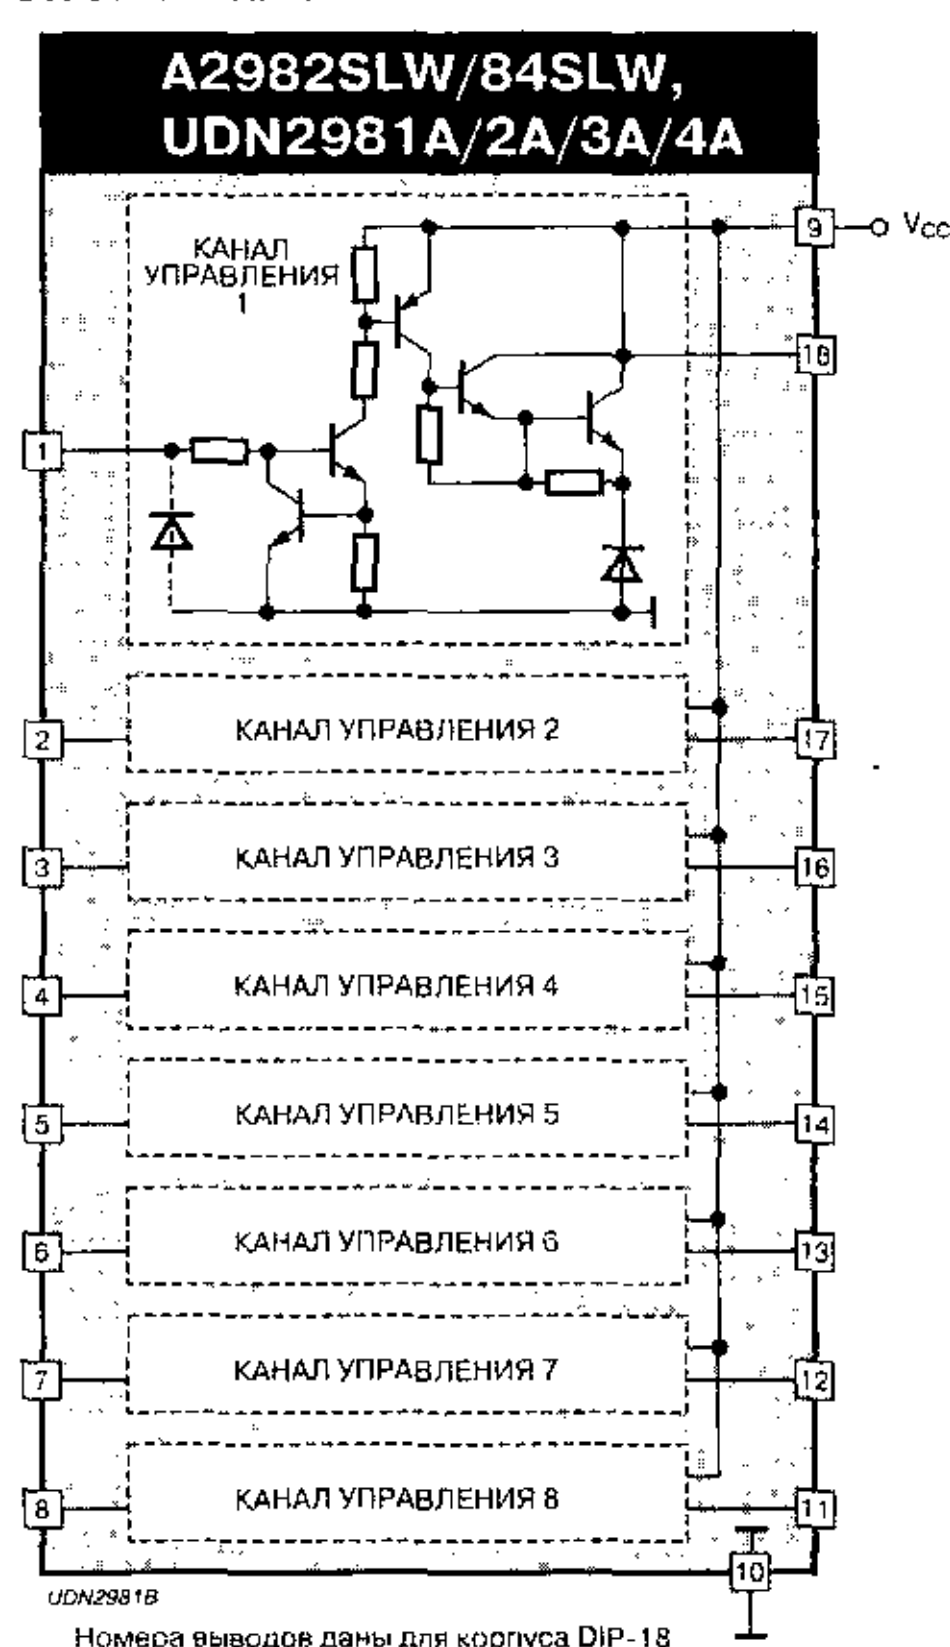 A2982SLW/84SLW,
UDN2981A/2A/3A/4A
КАНАЛ
УПРАВЛЕНИЯ
1
9
Vcc
18
1
КАНАЛ УПРАВЛЕНИЯ 2
2
17
КАНАЛ УПРАВЛЕНИЯ 3
3
16
КАНАЛ УПРАВЛЕНИЯ 4
4
15
КАНАЛ УПРАВЛЕНИЯ 5
5
14
КАНАЛ УПРАВЛЕНИЯ 6
6
13
КАНАЛ УПРАВЛЕНИЯ 7
7
12
КАНАЛ УПРАВЛЕНИЯ 8
8
11
10
UDN2981B
Номера выводов даны для корпуса DIP-18